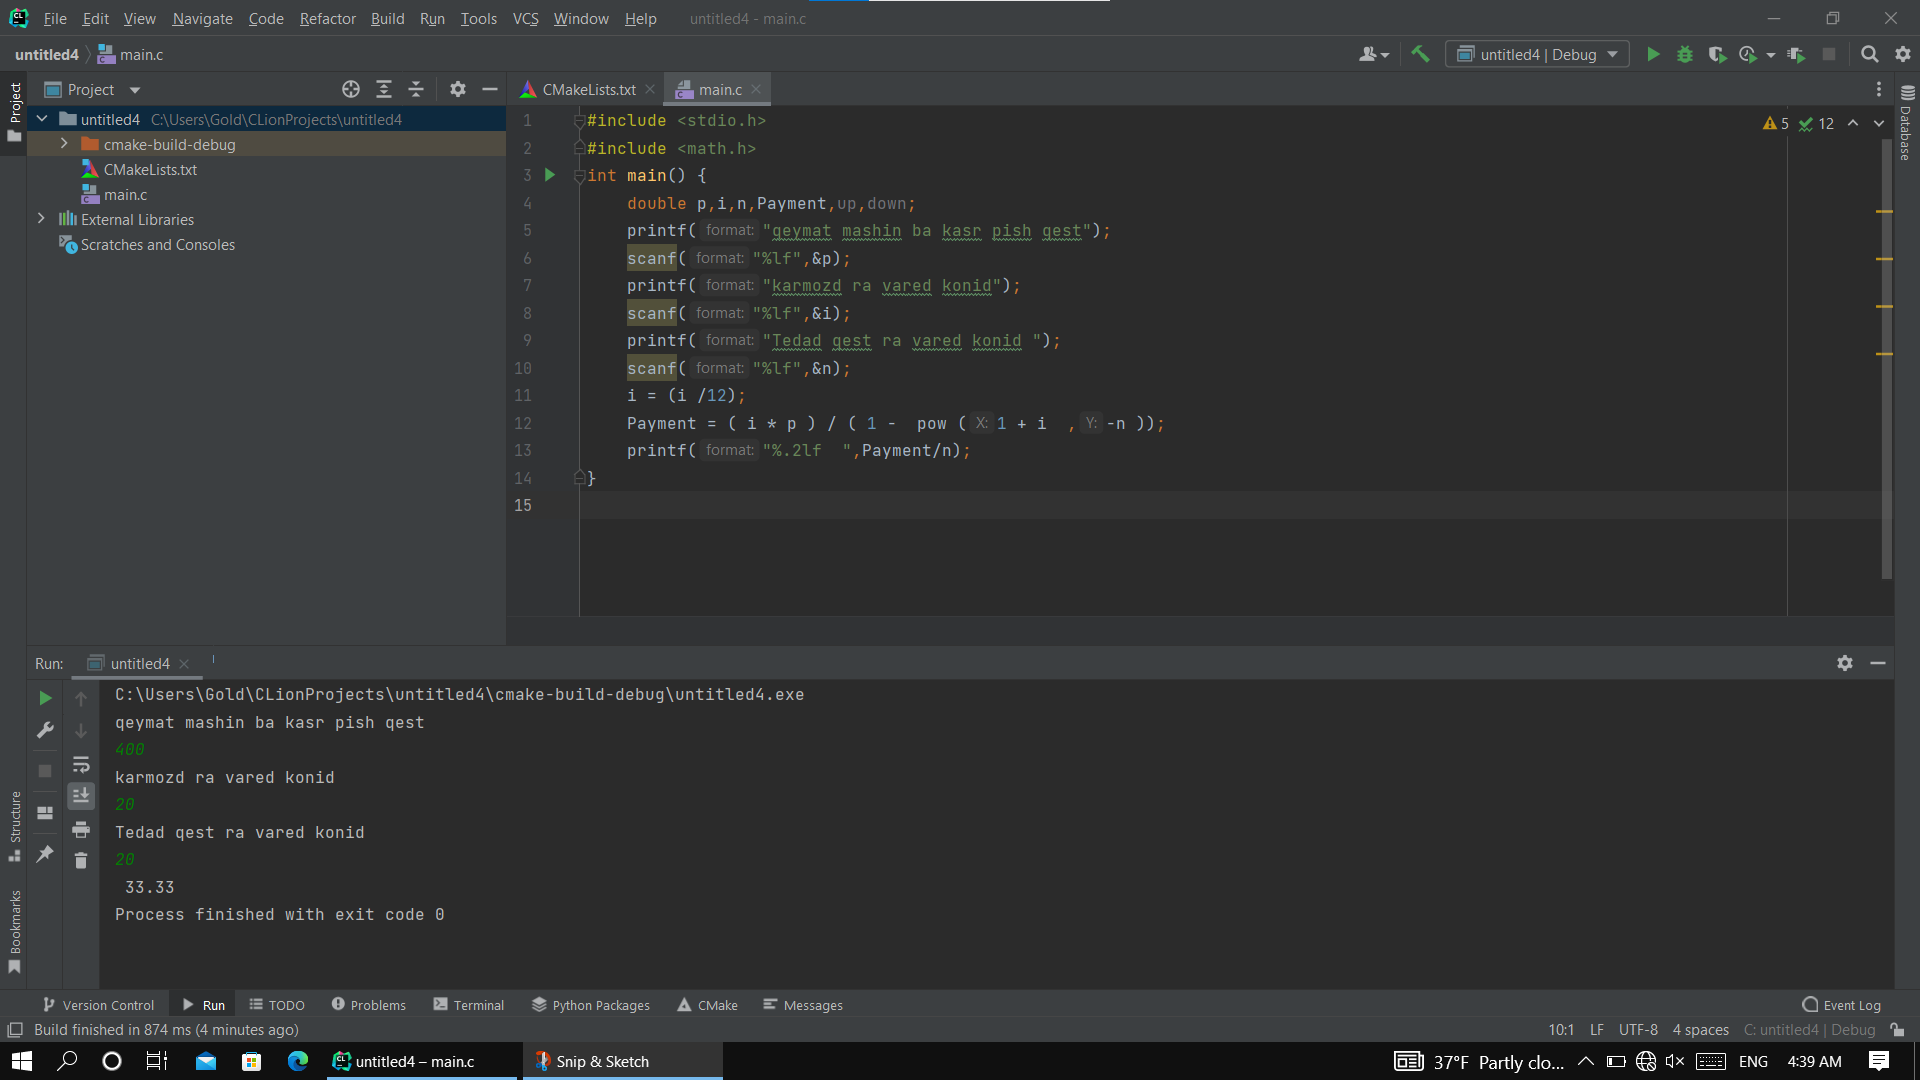 File Edit View Navigate Code Refactor Build Run Tools VCS Window Help untitled4 - main.c
untitled4 main.c untitled4 | Debug
Project
Project
untitled4 C:\Users\Gold\CLionProjects\untitled4
cmake-build-debug
CMakeLists.txt
main.c
External Libraries
Scratches and Consoles
CMakeLists.txt main.c
5 12
Database
1 #include <stdio.h>
2 #include <math.h>
3 int main() {
4 double p,i,n,Payment,up,down;
5 printf( format: "qeymat mashin ba kasr pish qest");
6 scanf( format: "%lf",&p);
7 printf( format: "karmozd ra vared konid");
8 scanf( format: "%lf",&i);
9 printf( format: "Tedad qest ra vared konid ");
10 scanf( format: "%lf",&n);
11 i = (i /12);
12 Payment = ( i * p ) / ( 1 - pow ( X: 1 + i , Y: -n ));
13 printf( format: "%.2lf ",Payment/n);
14 }
15
Run: untitled4
C:\Users\Gold\CLionProjects\untitled4\cmake-build-debug\untitled4.exe
qeymat mashin ba kasr pish qest
400
karmozd ra vared konid
20
Tedad qest ra vared konid
20
33.33
Process finished with exit code 0
Structure
Bookmarks
Version Control Run TODO Problems Terminal Python Packages CMake Messages Event Log
Build finished in 874 ms (4 minutes ago) 10:1 LF UTF-8 4 spaces C: untitled4 | Debug
untitled4 – main.c Snip & Sketch 37°F Partly clo... ENG 4:39 AM